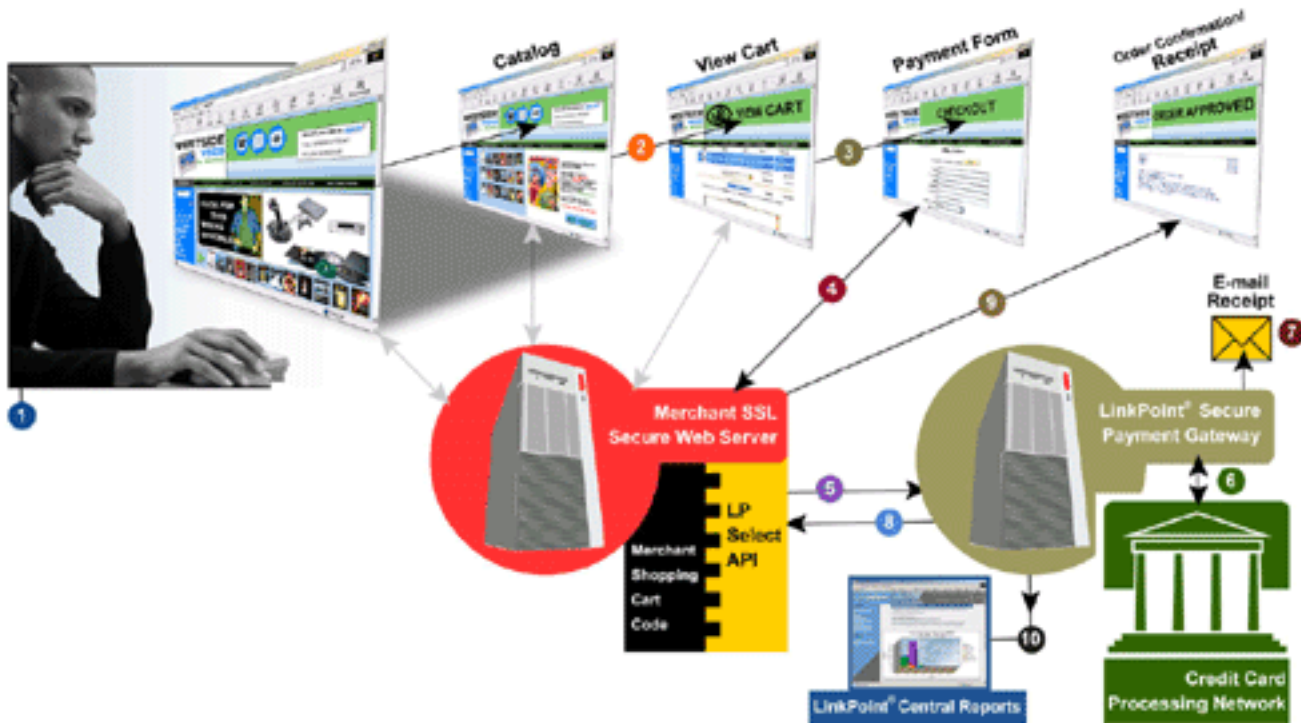 Catalog
View Cart
Payment Form
Order Confirmation/
Receipt
VIEW CART
CHECKOUT
ORDER APPROVED
WESTSIDE
VIDEO
2
3
4
9
1
E-mail
Receipt
7
Merchant SSL
Secure Web Server
LinkPoint® Secure
Payment Gateway
5
6
8
LP
Select
API
Merchant
Shopping
Cart
Code
10
LinkPoint® Central Reports
Credit Card
Processing Network